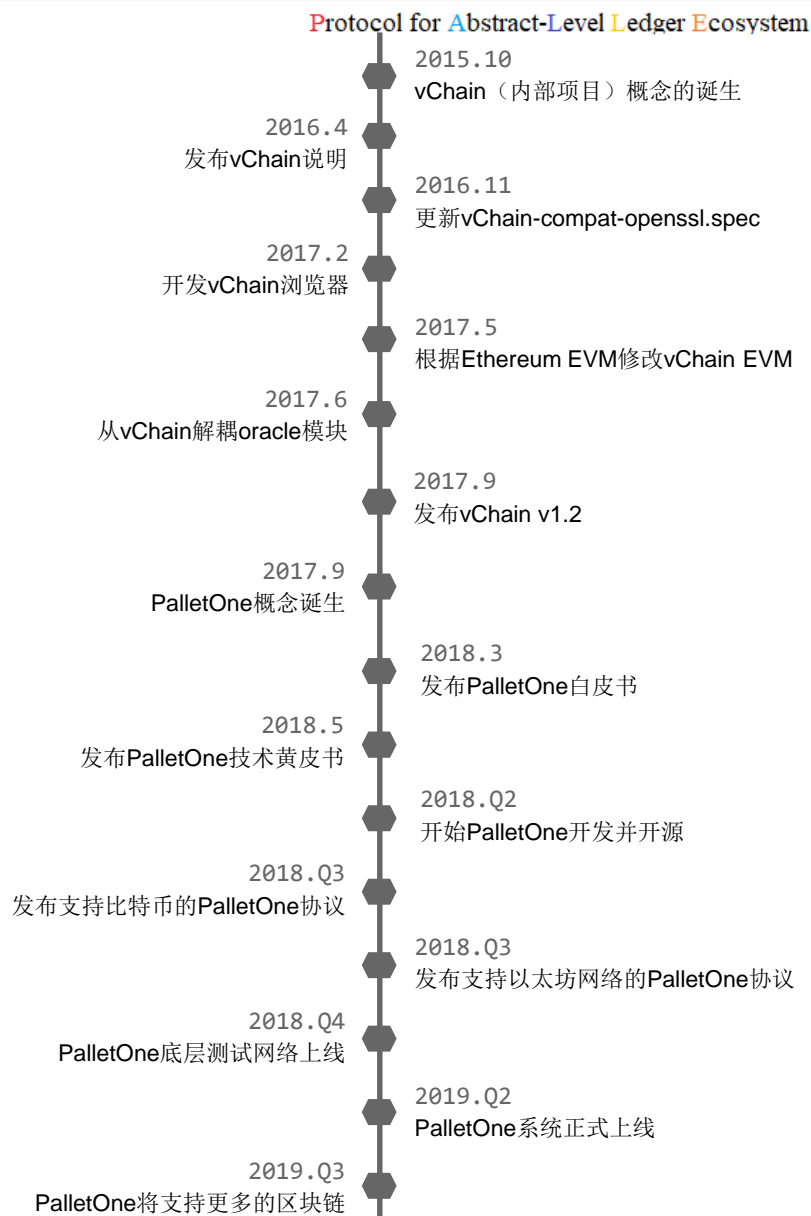 Protocol for Abstract-Level Ledger Ecosystem
2015.10
vChain（内部项目）概念的诞生
2016.4
发布vChain说明
2016.11
更新vChain-compat-openssl.spec
2017.2
开发vChain浏览器
2017.5
根据Ethereum EVM修改vChain EVM
2017.6
从vChain解耦oracle模块
2017.9
发布vChain v1.2
2017.9
PalletOne概念诞生
2018.3
发布PalletOne白皮书
2018.5
发布PalletOne技术黄皮书
2018.Q2
开始PalletOne开发并开源
2018.Q3
发布支持比特币的PalletOne协议
2018.Q3
发布支持以太坊网络的PalletOne协议
2018.Q4
PalletOne底层测试网络上线
2019.Q2
PalletOne系统正式上线
2019.Q3
PalletOne将支持更多的区块链